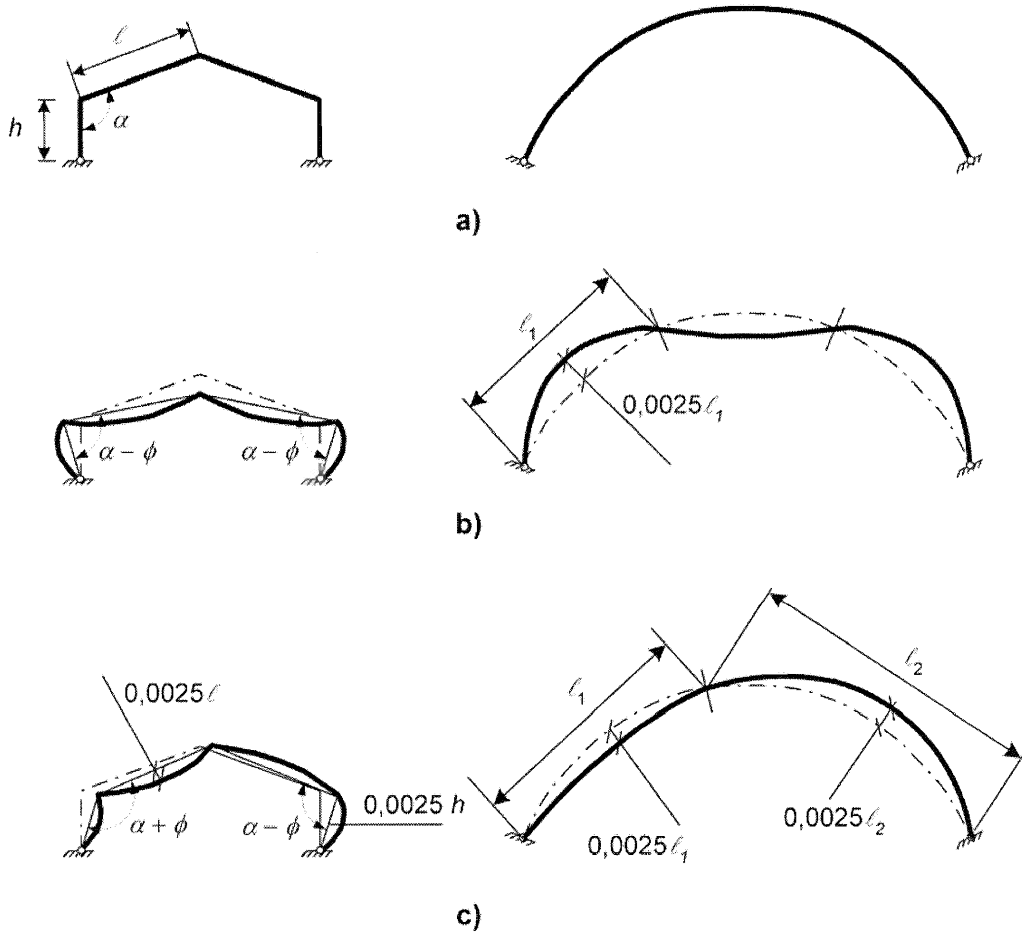 ℓ
h
α
a)
ℓ1
0,0025ℓ1
α − ϕ
α − ϕ
b)
ℓ2
ℓ1
0,0025ℓ
0,0025 h
α + ϕ
α − ϕ
0,0025ℓ2
0,0025ℓ1
c)